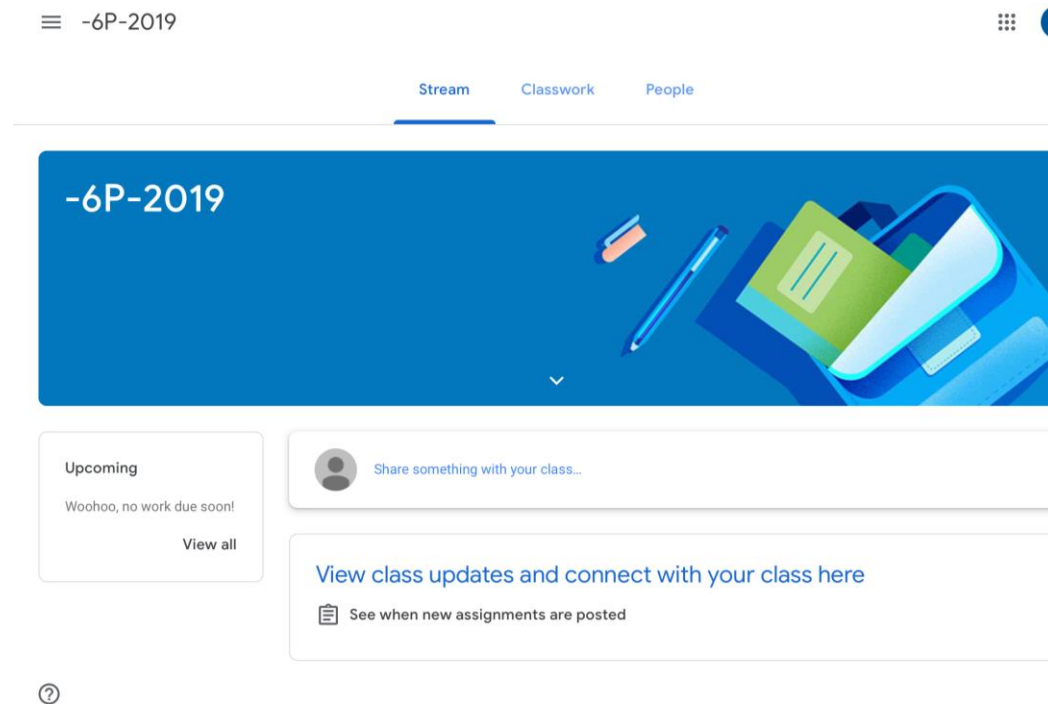 -6P-2019
Stream Classwork People
-6P-2019
Upcoming
Woohoo, no work due soon!
View all
Share something with your class...
View class updates and connect with your class here
See when new assignments are posted